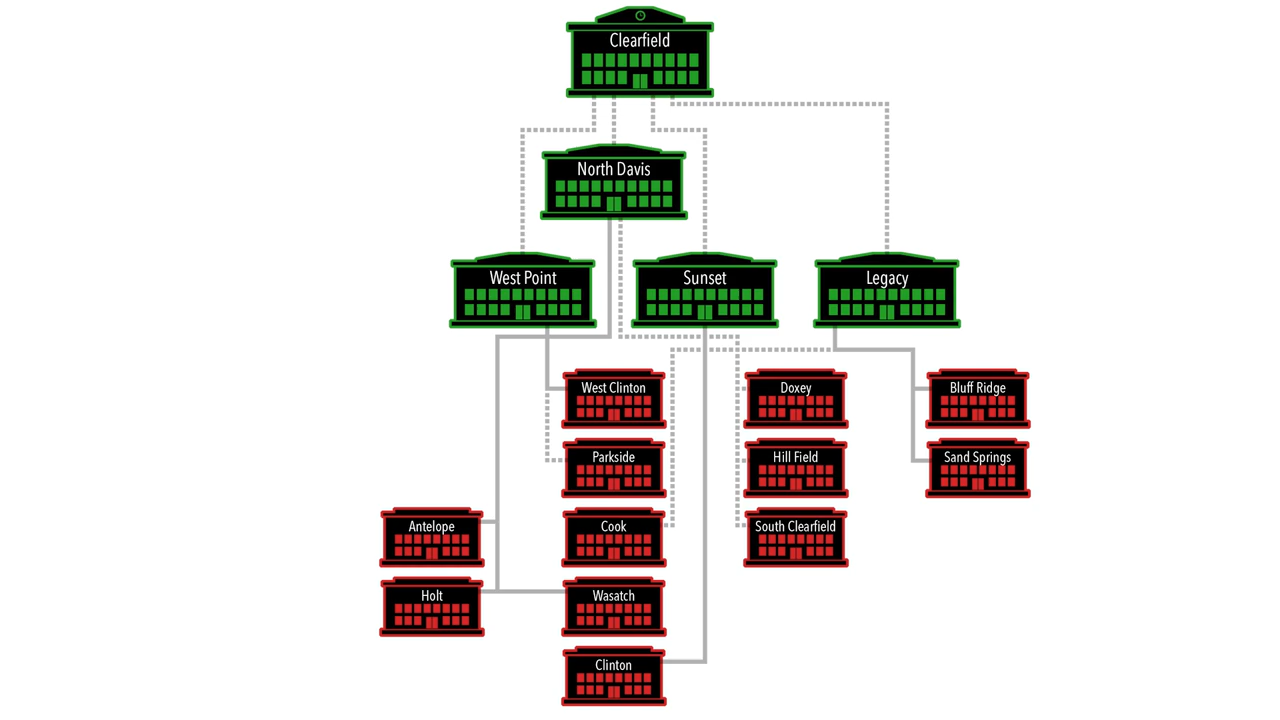 Clearfield
North Davis
West Point
Sunset
Legacy
West Clinton
Doxey
Bluff Ridge
Parkside
Hill Field
Sand Springs
Antelope
Cook
South Clearfield
Holt
Wasatch
Clinton